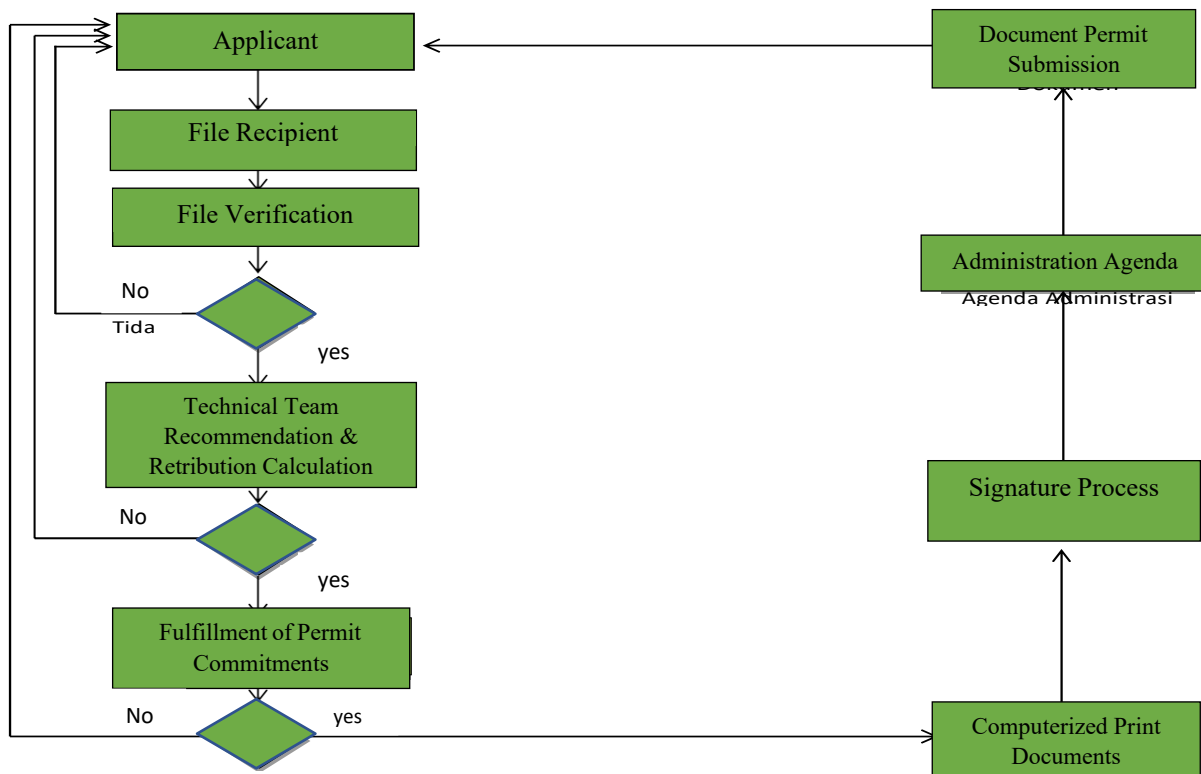 Applicant
File Recipient
File Verification
No
Tida
yes
Technical Team
Recommendation &
Retribution Calculation
No
yes
Fulfillment of Permit
Commitments
No
yes
Document Permit
Submission
Dokumen
Administration Agenda
Agenda Administrasi
Signature Process
Computerized Print
Documents